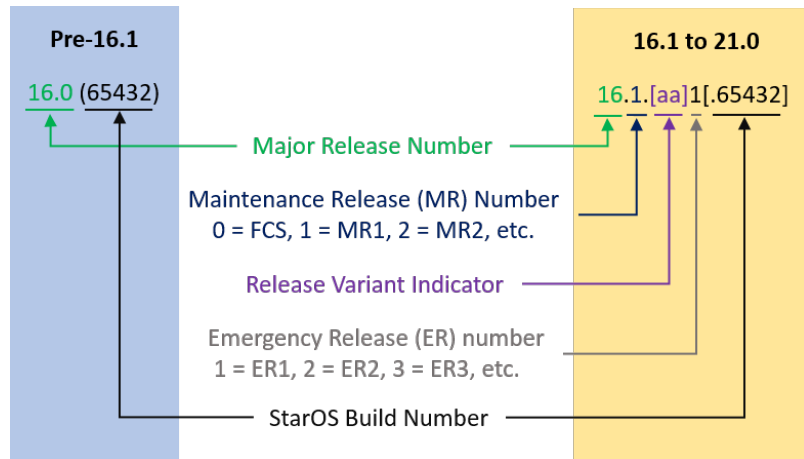 Pre-16.1
16.1 to 21.0
16.0 (65432)
16.1.[aa]1[.65432]
Major Release Number
Maintenance Release (MR) Number
0 = FCS, 1 = MR1, 2 = MR2, etc.
Release Variant Indicator
Emergency Release (ER) number
1 = ER1, 2 = ER2, 3 = ER3, etc.
StarOS Build Number